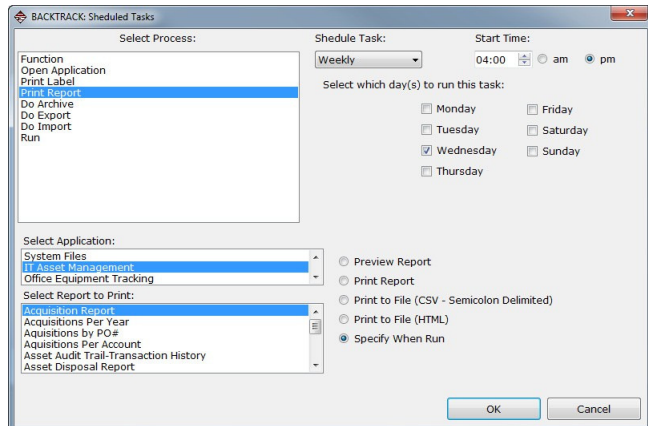 BACKTRACK: Sheduled Tasks
Select Process:
Function
Open Application
Print Label
Print Report
Do Archive
Do Export
Do Import
Run
Shedule Task:
Weekly
Start Time:
04:00
am
pm
Select which day(s) to run this task:
Monday
Tuesday
Wednesday
Thursday
Friday
Saturday
Sunday
Select Application:
System Files
IT Asset Management
Office Equipment Tracking
Select Report to Print:
Acquisition Report
Acquisitions Per Year
Aquisitions by PO#
Aquisitions Per Account
Asset Audit Trail-Transaction History
Asset Disposal Report
Preview Report
Print Report
Print to File (CSV - Semicolon Delimited)
Print to File (HTML)
Specify When Run
OK
Cancel